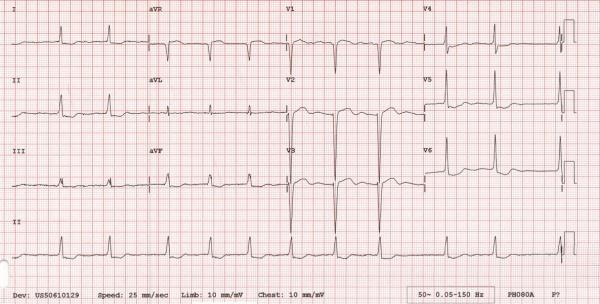 I aVR V1 V4
II aVL V2 V5
III aVF V3 V6
II
Dev: US50610129 Speed: 25 mm/sec Limb: 10 mm/mV Chest: 10 mm/mV 50~ 0.05-150 Hz PH080A P?